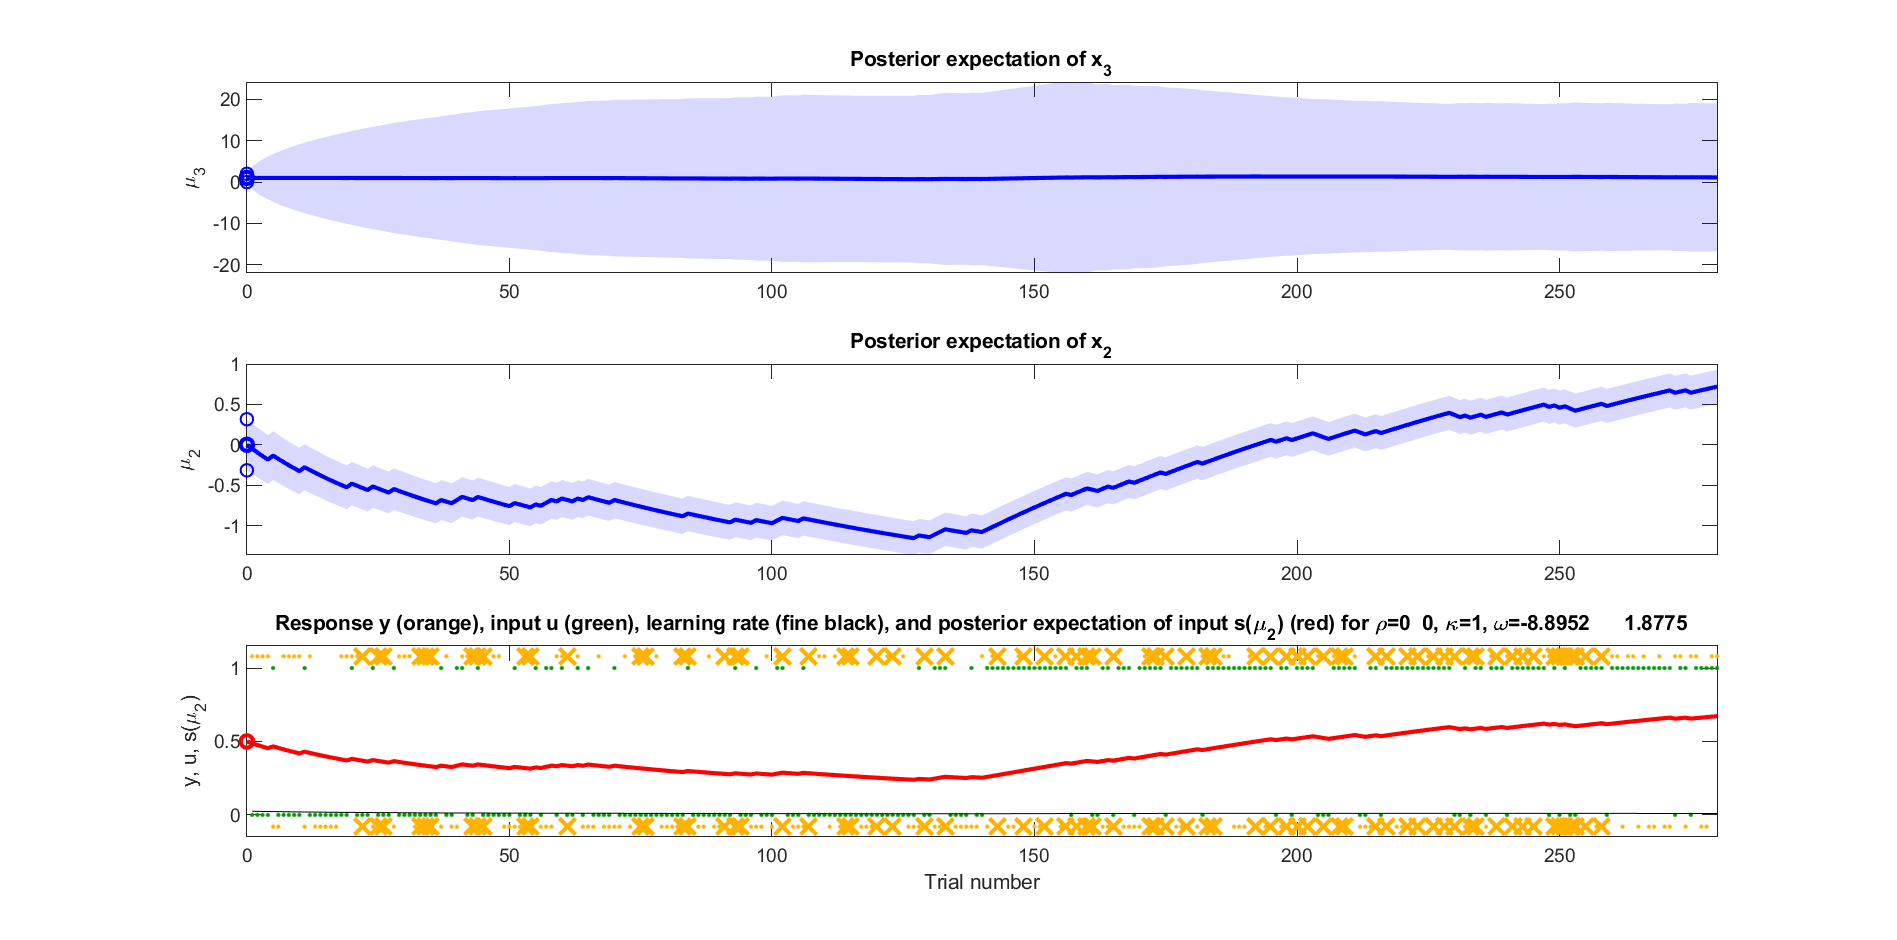 Posterior expectation of x₃
μ₃
20
10
0
-10
-20
0 50 100 150 200 250
Posterior expectation of x₂
μ₂
1
0.5
0
-0.5
-1
0 50 100 150 200 250
Response y (orange), input u (green), learning rate (fine black), and posterior expectation of input s(μ₂) (red) for ρ=0 0, κ=1, ω=-8.8952 1.8775
y, u, s(μ₂)
1
0.5
0
0 50 100 150 200 250
Trial number